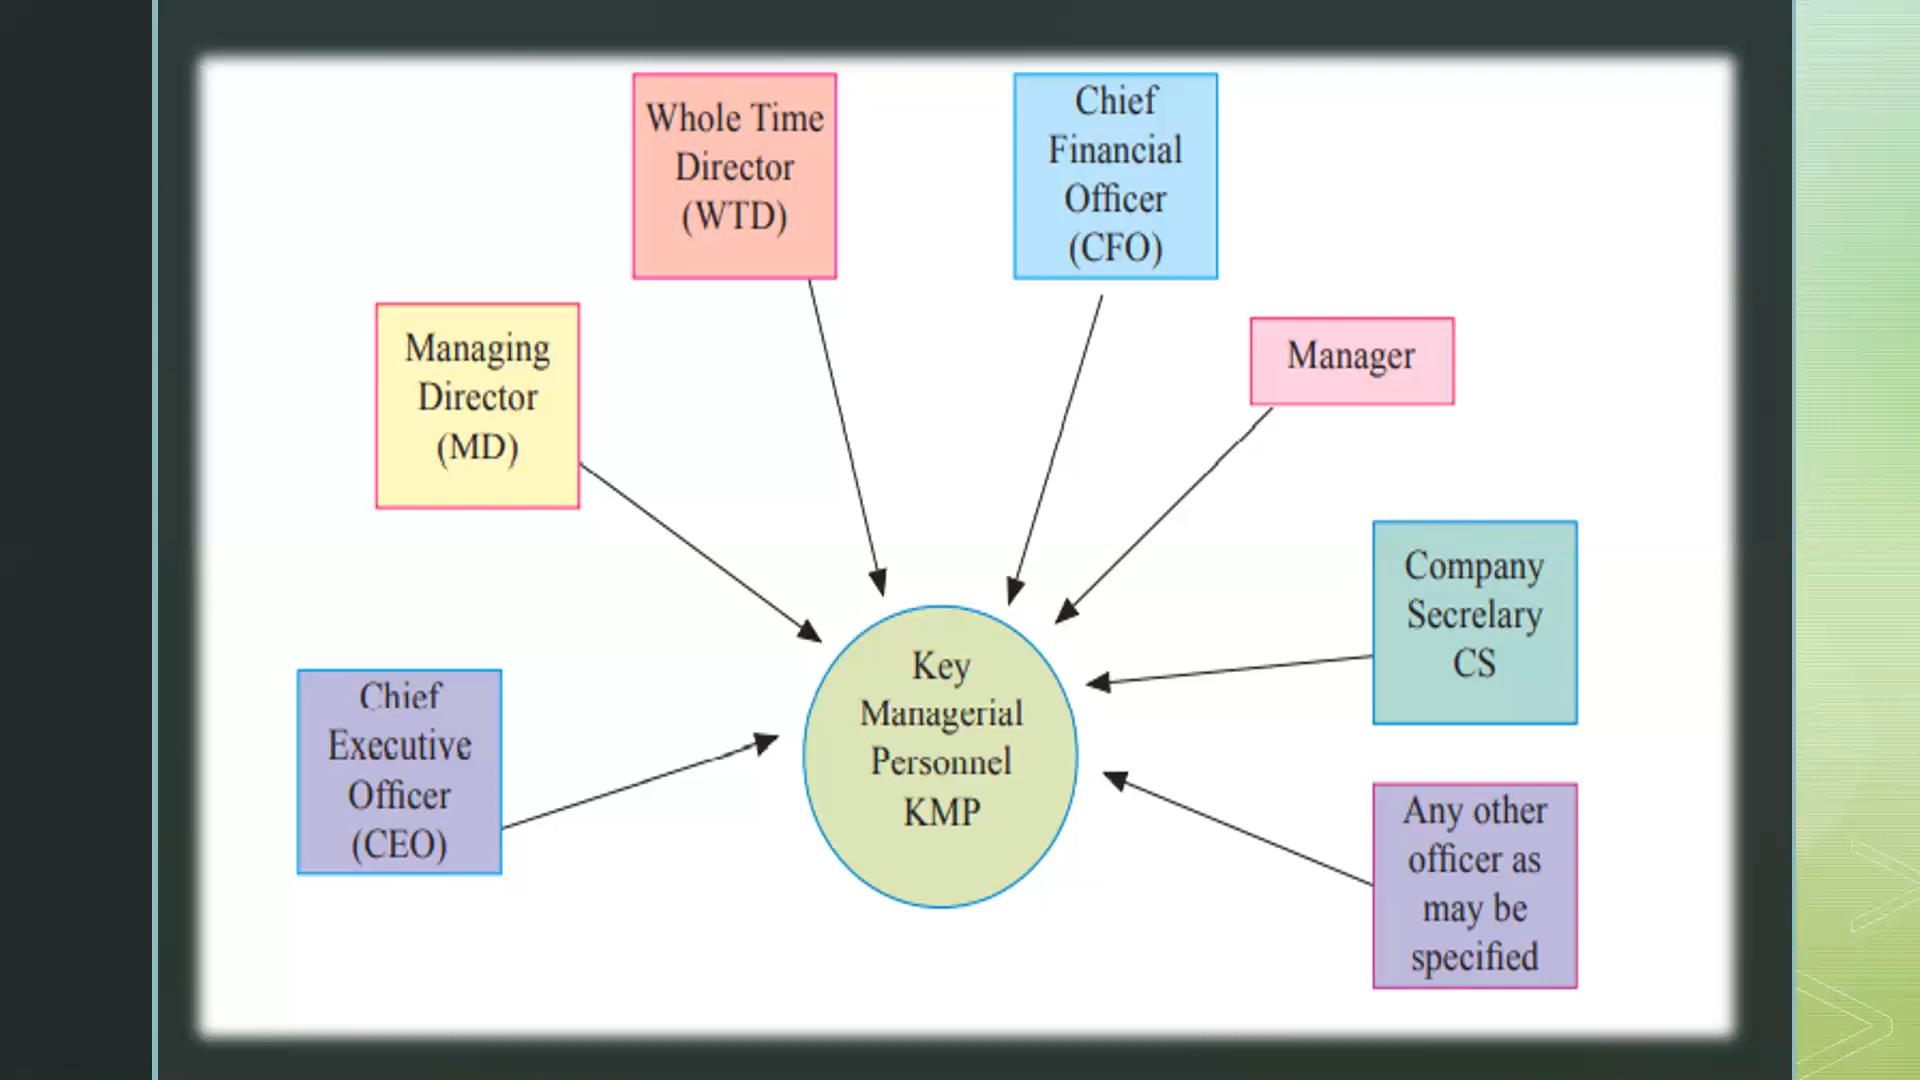 Whole Time
Director
(WTD)
Chief
Financial
Officer
(CFO)
Managing
Director
(MD)
Manager
Company
Secrelary
CS
Key
Managerial
Personnel
KMP
Chief
Executive
Officer
(CEO)
Any other
officer as
may be
specified